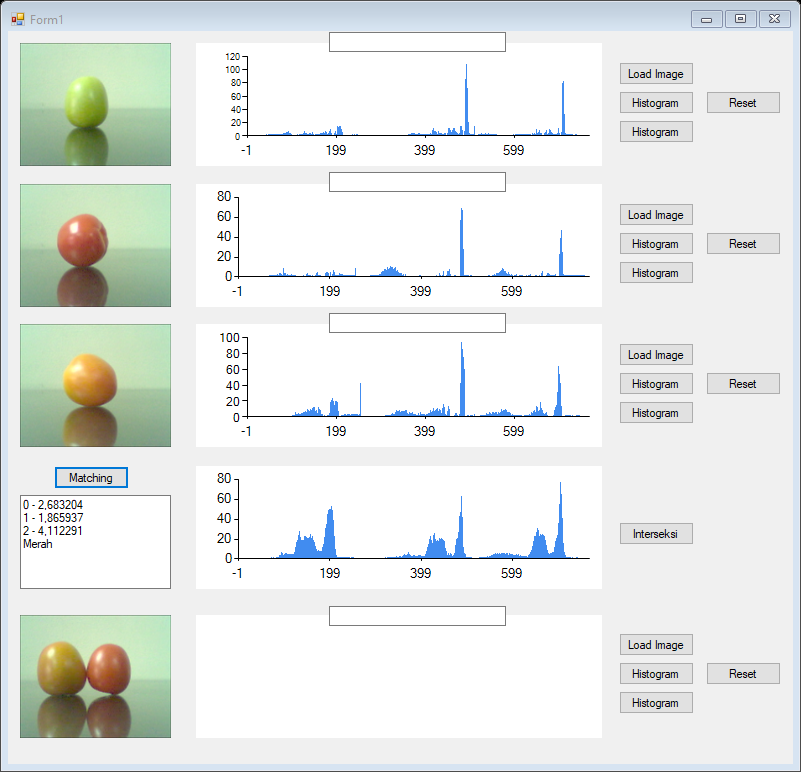 Form1
120
100
80
60
40
20
0
-1 199 399 599
Load Image
Histogram Reset
Histogram
80
60
40
20
0
-1 199 399 599
Load Image
Histogram Reset
Histogram
100
80
60
40
20
0
-1 199 399 599
Load Image
Histogram Reset
Histogram
Matching
0 - 2,683204
1 - 1,865937
2 - 4,112291
Merah
80
60
40
20
0
-1 199 399 599
Interseksi
Load Image
Histogram Reset
Histogram